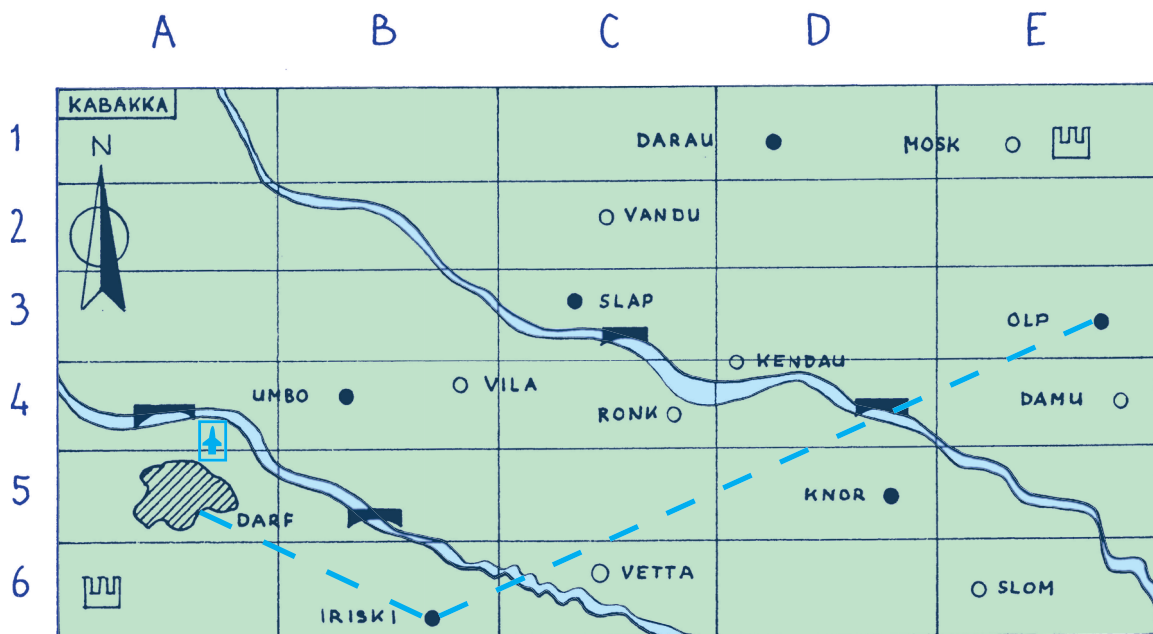 A B C D E
KABAKKA
1
DARAU
MOSK
N
2
VANDU
3
SLAP
OLP
KENDAU
4
UMBO
VILA
RONK
DAMU
5
KNOR
DARF
6
VETTA
SLOM
IRISKI